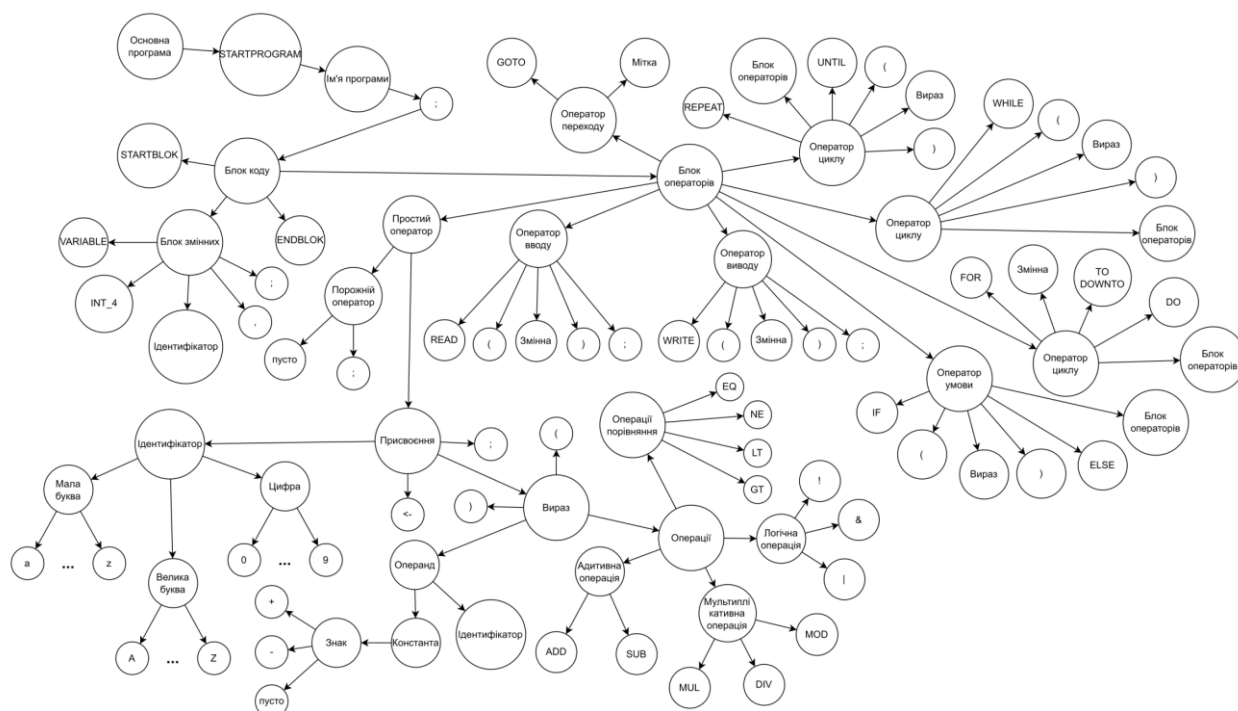 Основна
програма
STARTPROGRAM
Ім'я програми
;
GOTO
Мітка
Оператор
переходу
Блок
операторів
UNTIL
(
Вираз
)
REPEAT
Оператор
циклу
WHILE
(
Вираз
)
Блок
операторів
Оператор
циклу
STARTBLOK
Блок коду
Блок
операторів
VARIABLE
Блок змінних
ENDBLOK
INT_4
Ідентифікатор
,
;
Простий
оператор
Порожній
оператор
пусто
;
Оператор
вводу
READ
(
Змінна
)
;
Оператор
виводу
WRITE
(
Змінна
)
;
FOR
Змінна
TO
DOWNTO
DO
Блок
операторів
Оператор
циклу
Оператор
умови
IF
(
Вираз
)
ELSE
Блок
операторів
Ідентифікатор
Присвоєння
;
<-
Мала
буква
a
...
z
Велика
буква
A
...
Z
Цифра
0
...
9
Вираз
(
)
Операнд
Константа
Ідентифікатор
Знак
+
-
пусто
Операції
Операції
порівняння
EQ
NE
LT
GT
Логічна
операція
!
&
|
Адитивна
операція
ADD
SUB
Мультиплі
кативна
операція
MUL
DIV
MOD